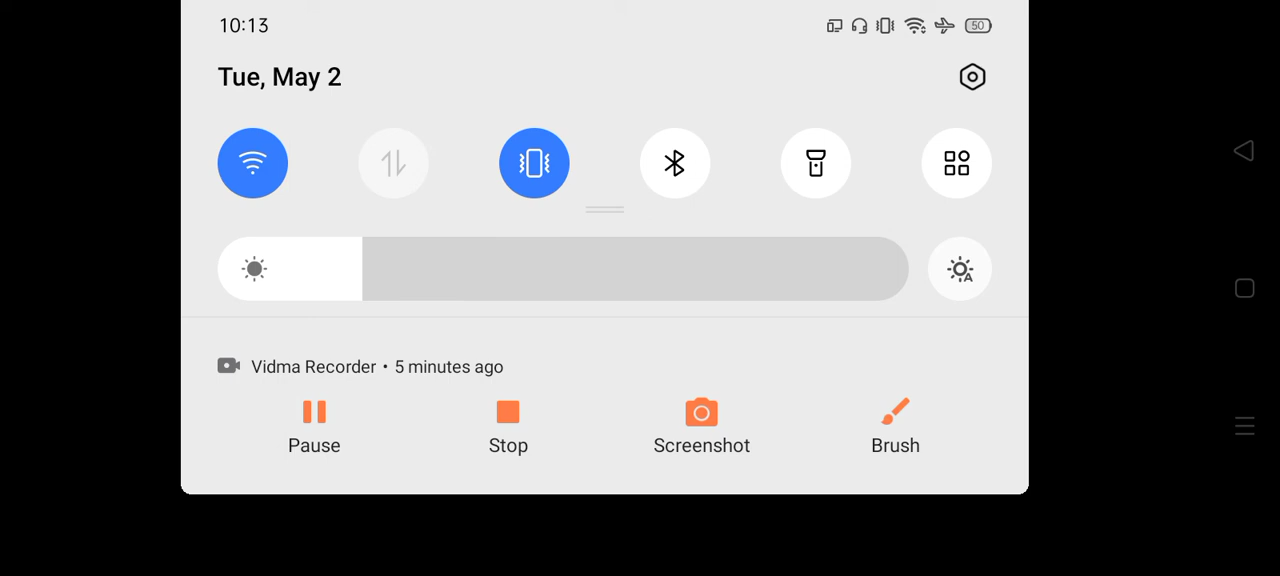 10:13
50
Tue, May 2
A
Vidma Recorder • 5 minutes ago
Pause
Stop
Screenshot
Brush